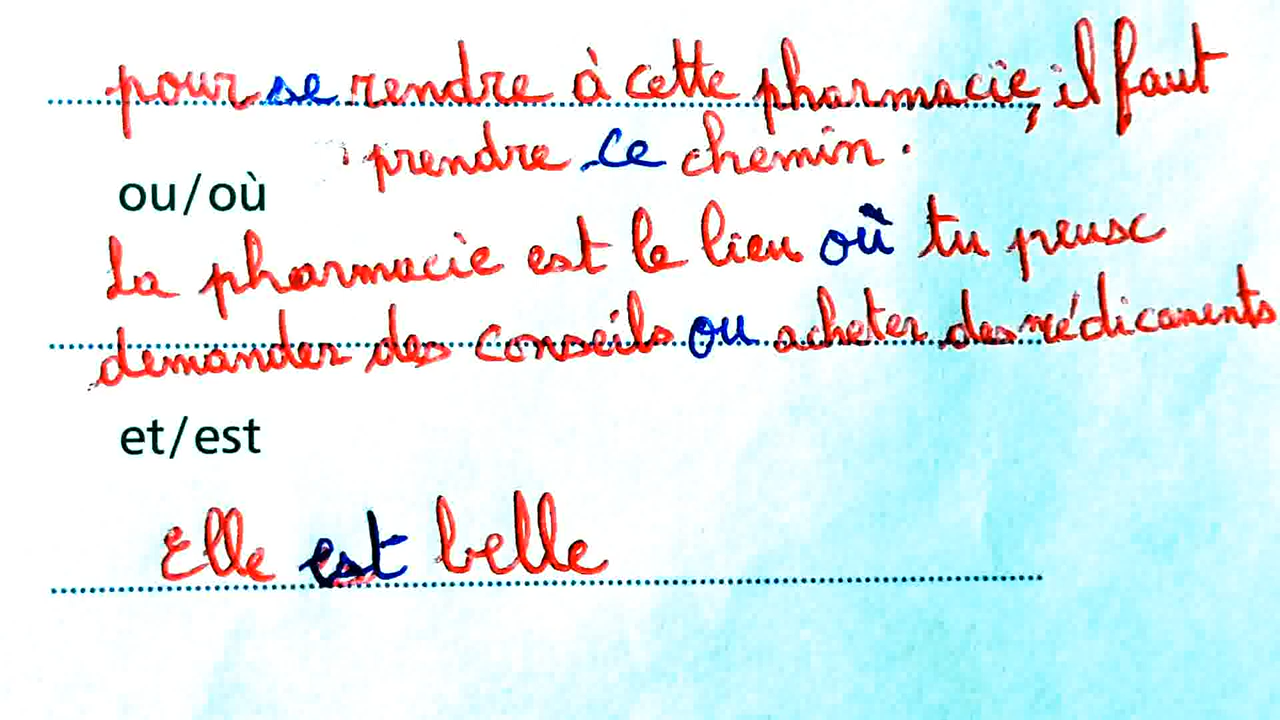 pour se rendre à cette pharmacie, il faut
prendre ce chemin.
ou/où
La pharmacie est le lieu où tu peux
demander des conseils ou acheter des médicaments
et/est
Elle est belle